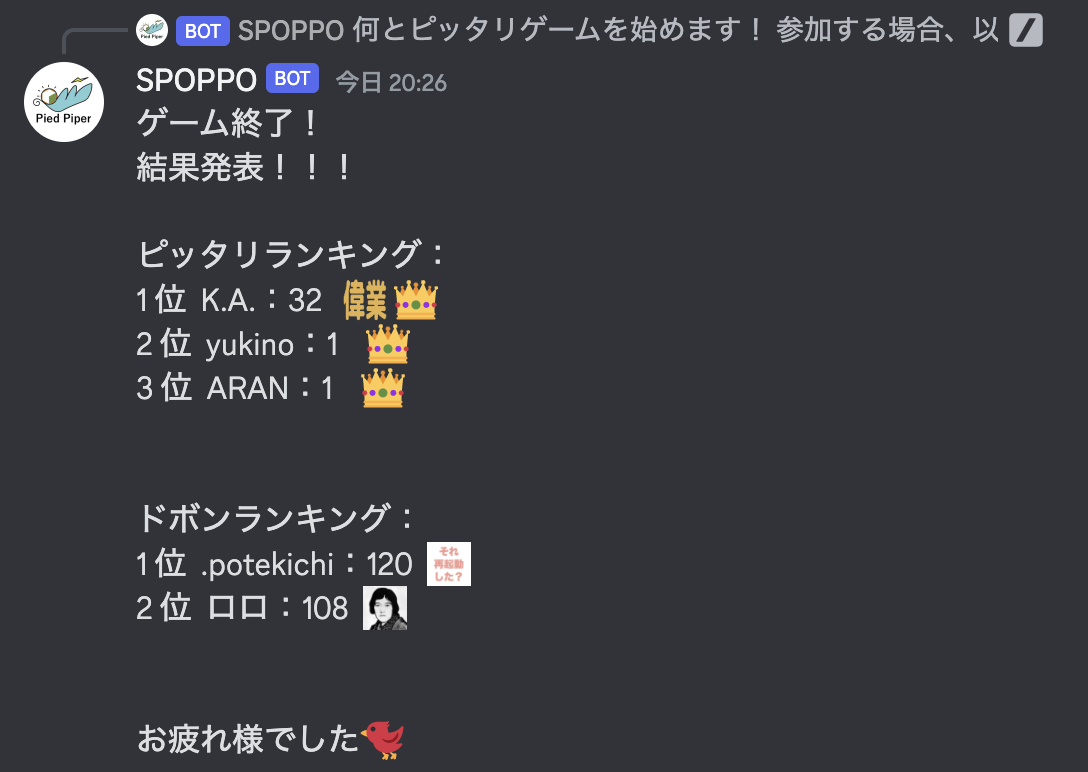 Pied Piper BOT SPOPPO 何とピッタリゲームを始めます！ 参加する場合、以
Pied Piper
SPOPPO BOT 今日 20:26
ゲーム終了！
結果発表！！！
ピッタリランキング：
1位 K.A.：32 偉業
2位 yukino：1
3位 ARAN：1
ドボンランキング：
1位 .potekichi：120 それ再起動した？
2位 ロロ：108
お疲れ様でした